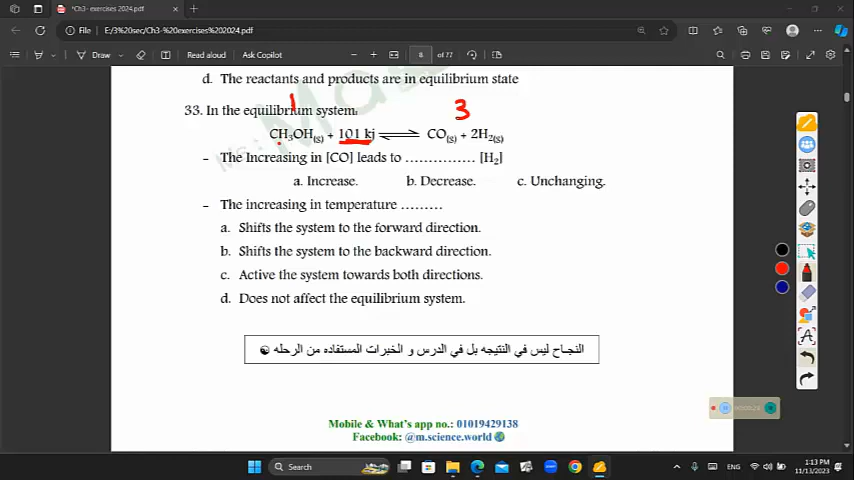 *Ch3- exercises 2024.pdf
File
E:/3%20sec/Ch3-%20exercises%202024.pdf
Draw
Read aloud
Ask Copilot
8
of 77
d. The reactants and products are in equilibrium state
1
3
33. In the equilibrium system:
CH3OH(s) + 101 kj ⇌ CO(s) + 2H2(s)
- The Increasing in [CO] leads to …………… [H2]
a. Increase. b. Decrease. c. Unchanging.
- The increasing in temperature ………
a. Shifts the system to the forward direction.
b. Shifts the system to the backward direction.
c. Active the system towards both directions.
d. Does not affect the equilibrium system.
النجاح ليس في النتيجه بل في الدرس و الخبرات المستفاده من الرحله ☯
Mobile & What's app no.: 01019429138
Facebook: @m.science.world
Search
ENG
1:13 PM
11/13/2023